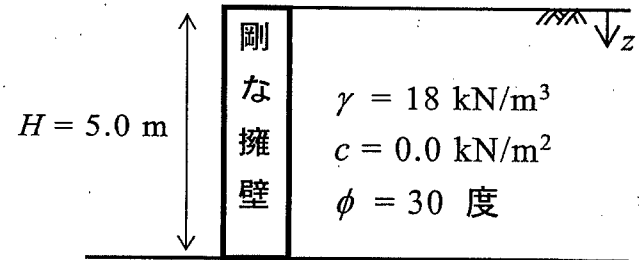 H = 5.0 m
剛な擁壁
γ = 18 kN/m³
c = 0.0 kN/m²
ϕ = 30 度
z